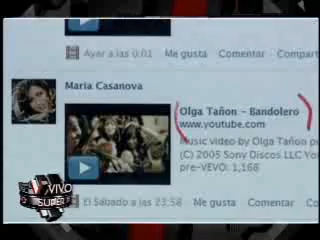 Ayer a las 0:01 Me gusta Comentar Compart
Maria Casanova
Olga Tañon - Bandolero
www.youtube.com
Music video by Olga Tañon p
(C) 2005 Sony Discos LLC Yo
pre-VEVO: 1,168
VIVO
SUPER
El Sábado a las 23:58 Me gusta Comentar